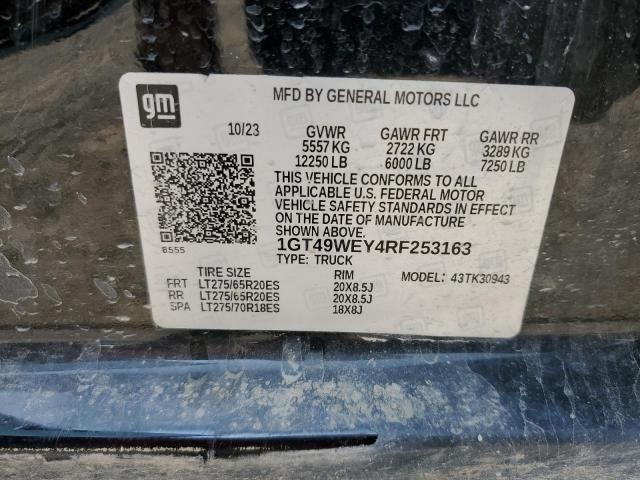 gm
MFD BY GENERAL MOTORS LLC
10/23 GVWR GAWR FRT GAWR RR
5557 KG 2722 KG 3289 KG
12250 LB 6000 LB 7250 LB
THIS VEHICLE CONFORMS TO ALL
APPLICABLE U.S. FEDERAL MOTOR
VEHICLE SAFETY STANDARDS IN EFFECT
ON THE DATE OF MANUFACTURE
SHOWN ABOVE.
8555
1GT49WEY4RF253163
TYPE: TRUCK
TIRE SIZE RIM MODEL: 43TK30943
FRT LT275/65R20ES 20X8.5J
RR LT275/65R20ES 20X8.5J
SPA LT275/70R18ES 18X8J